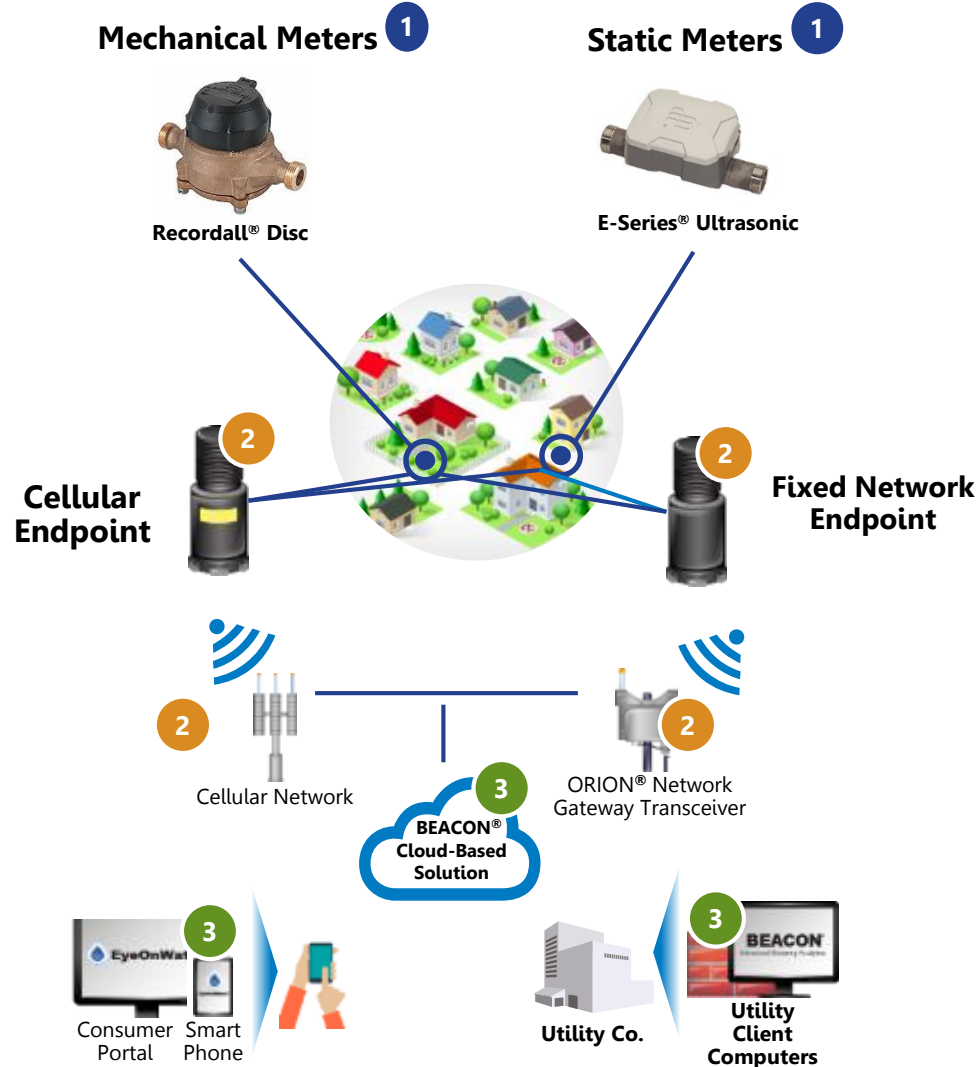 Mechanical Meters 1
Static Meters 1
Recordall® Disc
E-Series® Ultrasonic
2
2
Cellular
Endpoint
Fixed Network
Endpoint
2
2
Cellular Network
ORION® Network
Gateway Transceiver
3
BEACON®
Cloud-Based
Solution
3
EyeOnWat
Consumer
Portal
Smart
Phone
Utility Co.
3
BEACON
Utility
Client
Computers